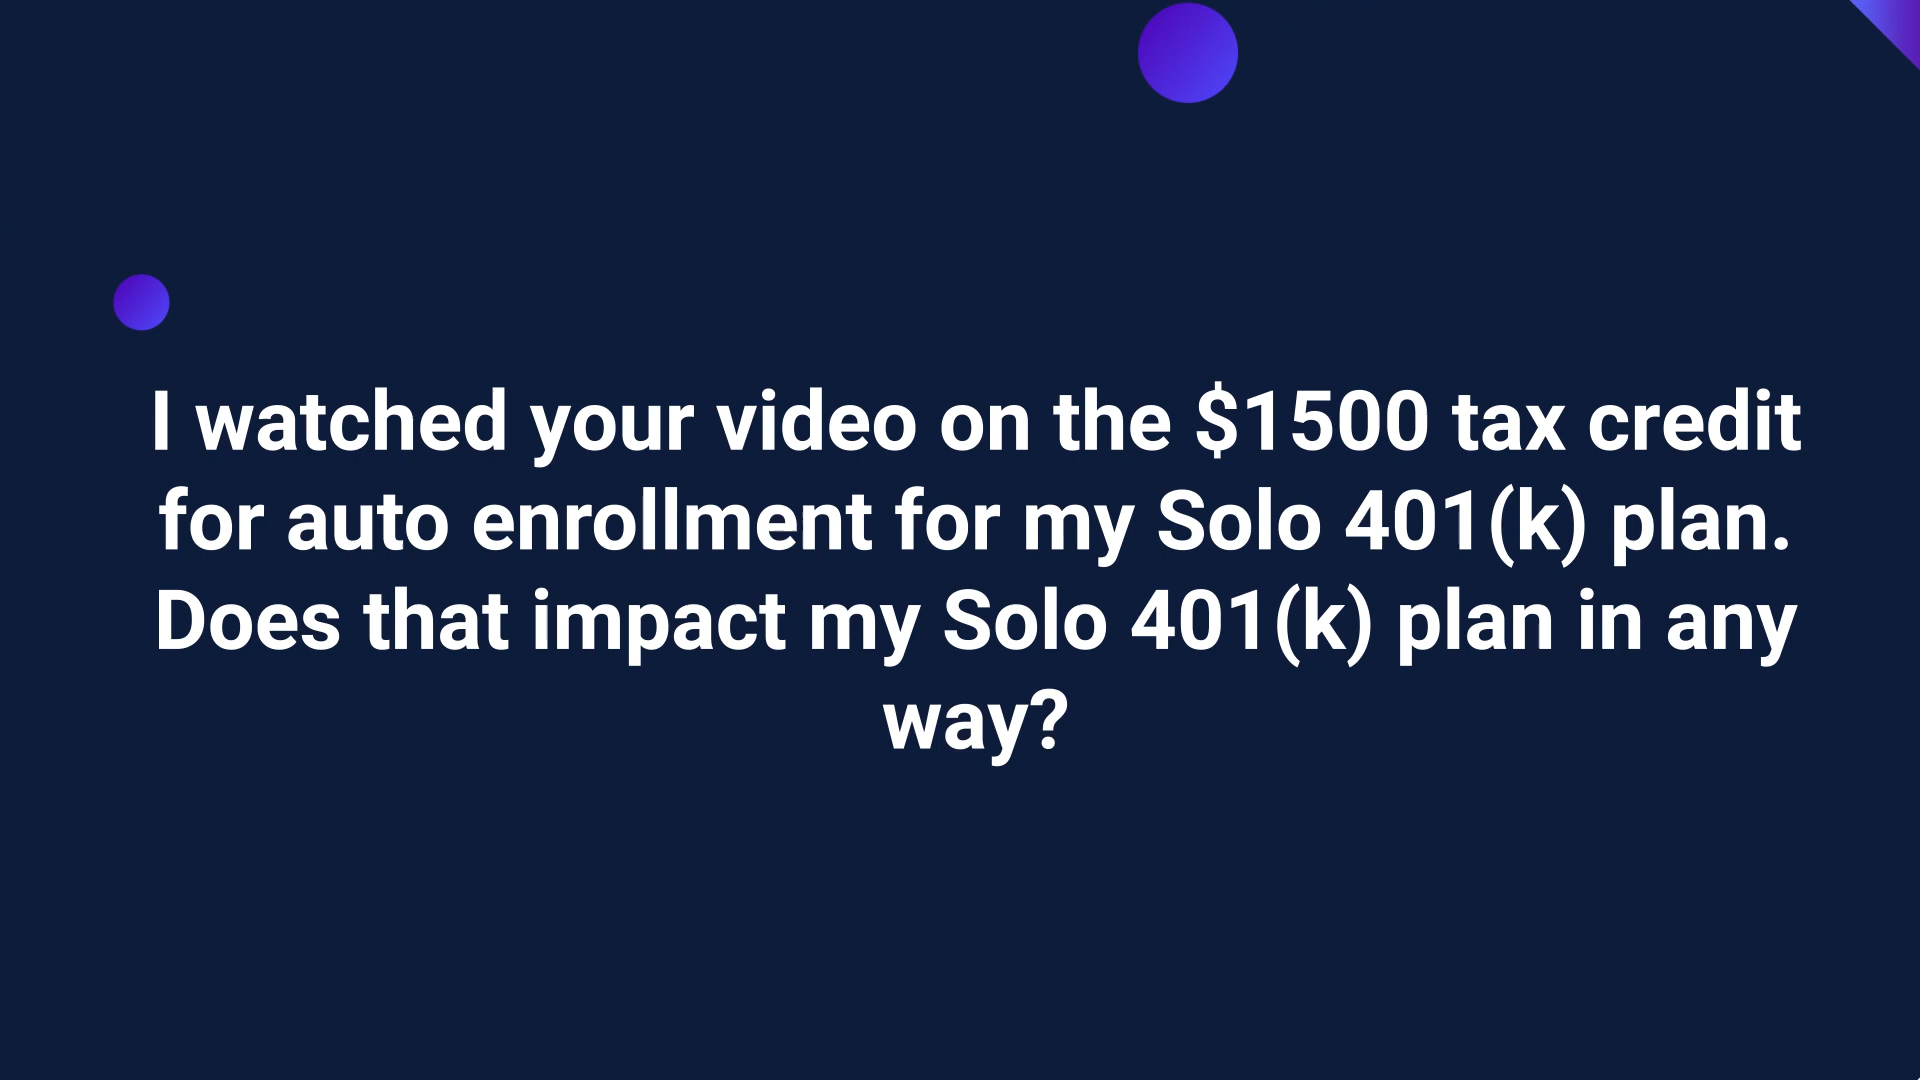 I watched your video on the $1500 tax credit
for auto enrollment for my Solo 401(k) plan.
Does that impact my Solo 401(k) plan in any
way?